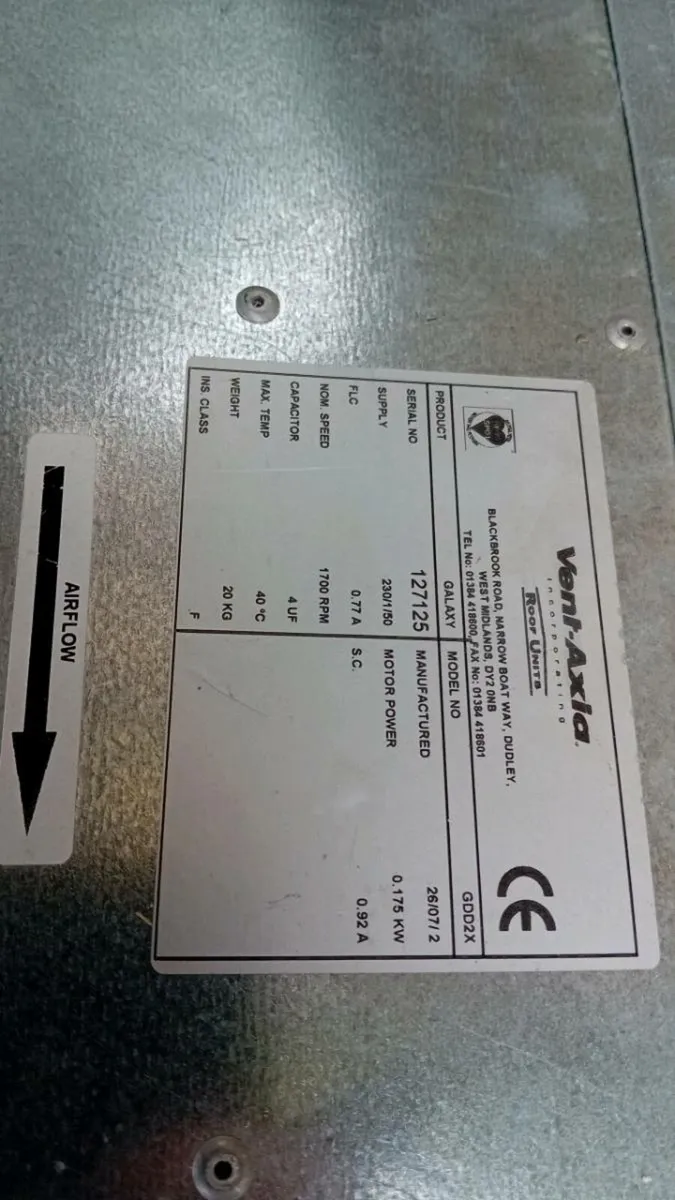 Vent-Axia.
incorporating
ROOF UNITS
BLACKBROOK ROAD, NARROW BOAT WAY, DUDLEY,
WEST MIDLANDS, DY2 0NB
TEL No: 01384 418600, FAX No: 01384 418601
CE
PRODUCT GALAXY MODEL NO GDD2X
SERIAL NO 127125 MANUFACTURED 26/07/ 2
SUPPLY 230/1/50 MOTOR POWER 0.175 KW
FLC 0.77 A S.C. 0.92 A
NOM. SPEED 1700 RPM
CAPACITOR 4 UF
MAX. TEMP 40 °C
WEIGHT 20 KG
INS. CLASS F
AIRFLOW